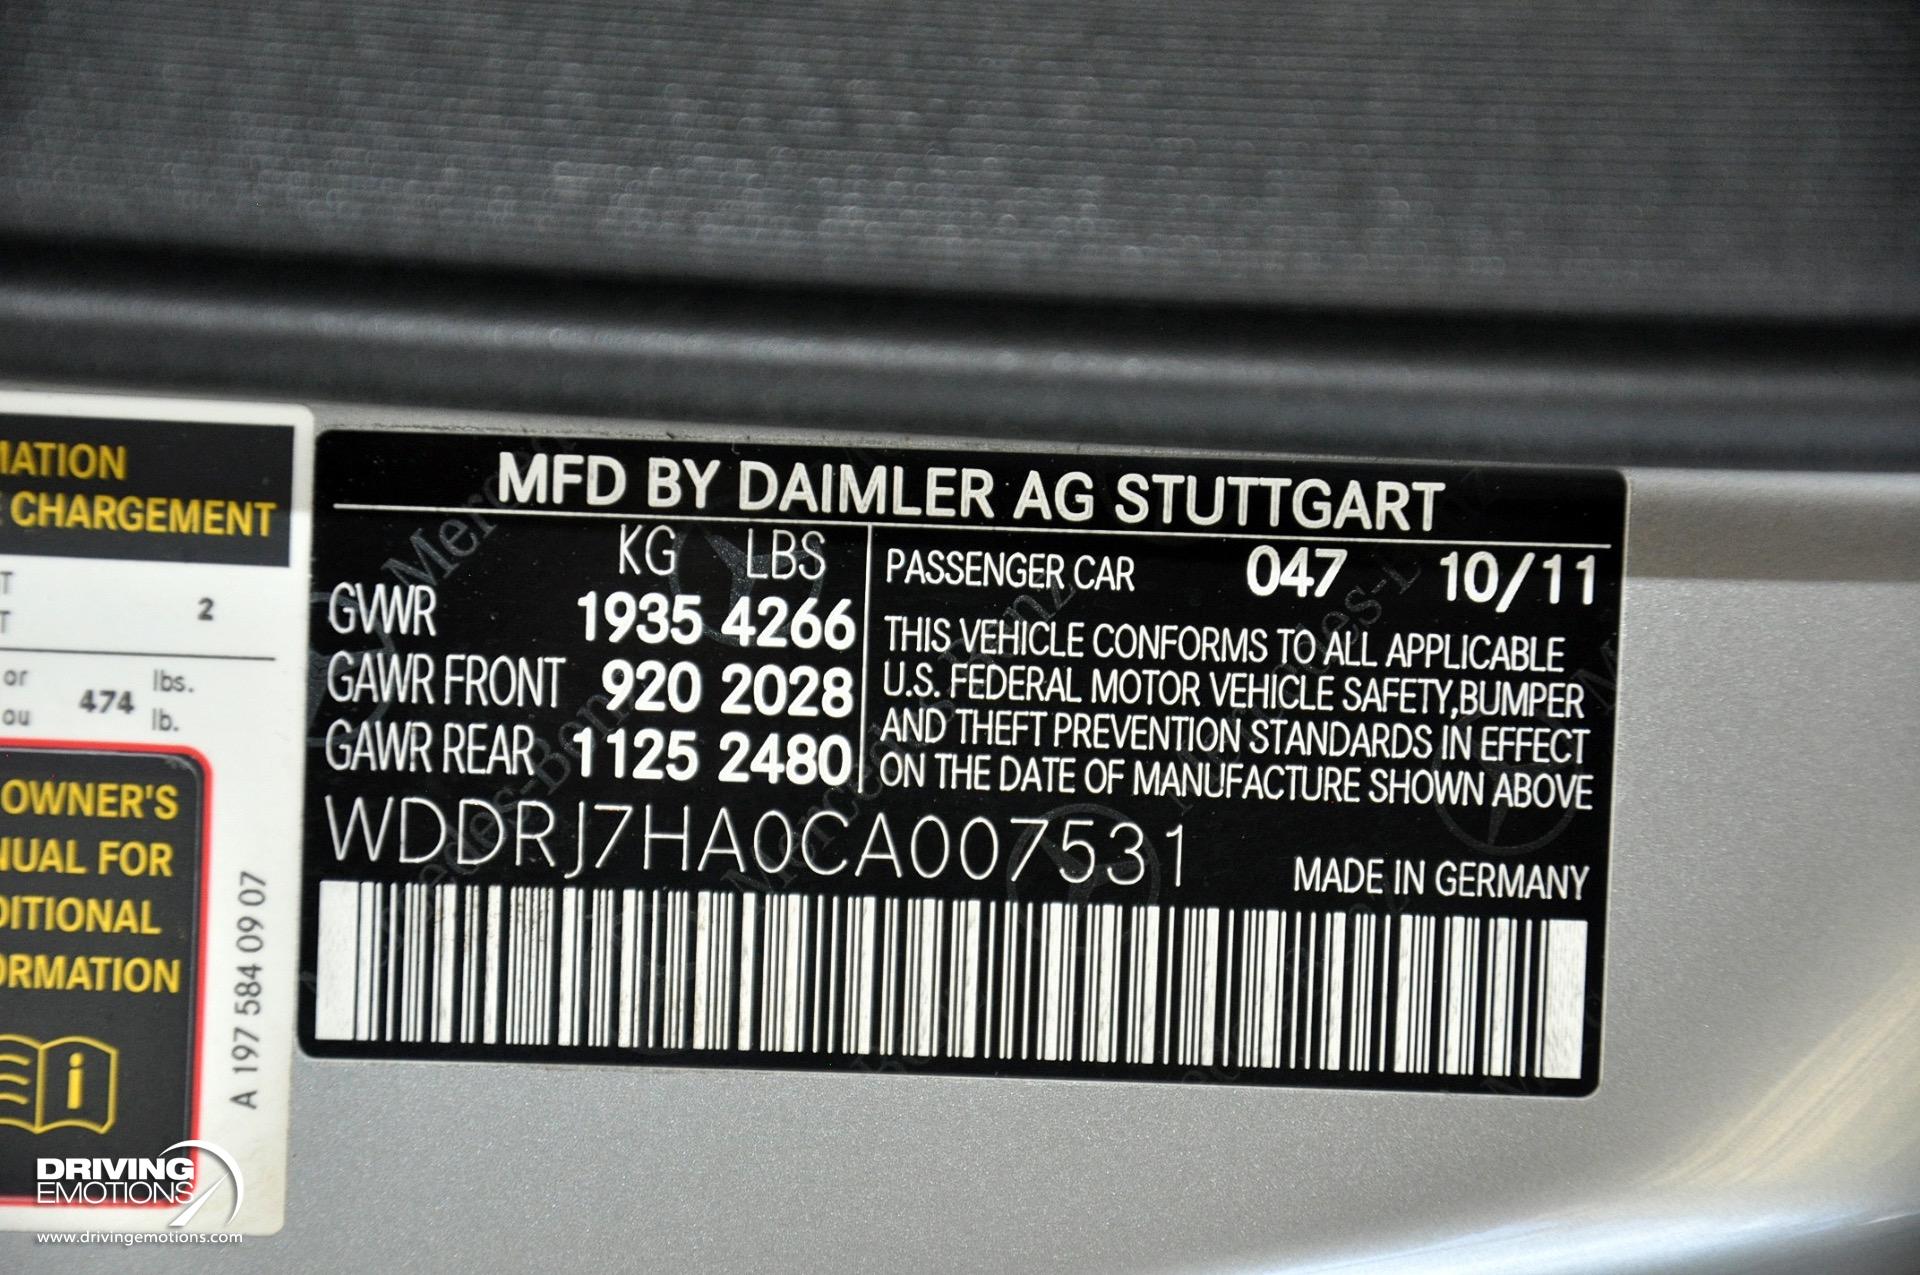 MATION
E CHARGEMENT
2
or
474
lbs.
ou
lb.
OWNER'S
NUAL FOR
DITIONAL
ORMATION
A 197 584 09 07
MFD BY DAIMLER AG STUTTGART
KG LBS
GVWR 1935 4266
GAWR FRONT 920 2028
GAWR REAR 1125 2480
PASSENGER CAR 047 10/11
THIS VEHICLE CONFORMS TO ALL APPLICABLE
U.S. FEDERAL MOTOR VEHICLE SAFETY, BUMPER
AND THEFT PREVENTION STANDARDS IN EFFECT
ON THE DATE OF MANUFACTURE SHOWN ABOVE
WDDRJ7HA0CA007531
MADE IN GERMANY
DRIVING
EMOTIONS
www.drivingemotions.com